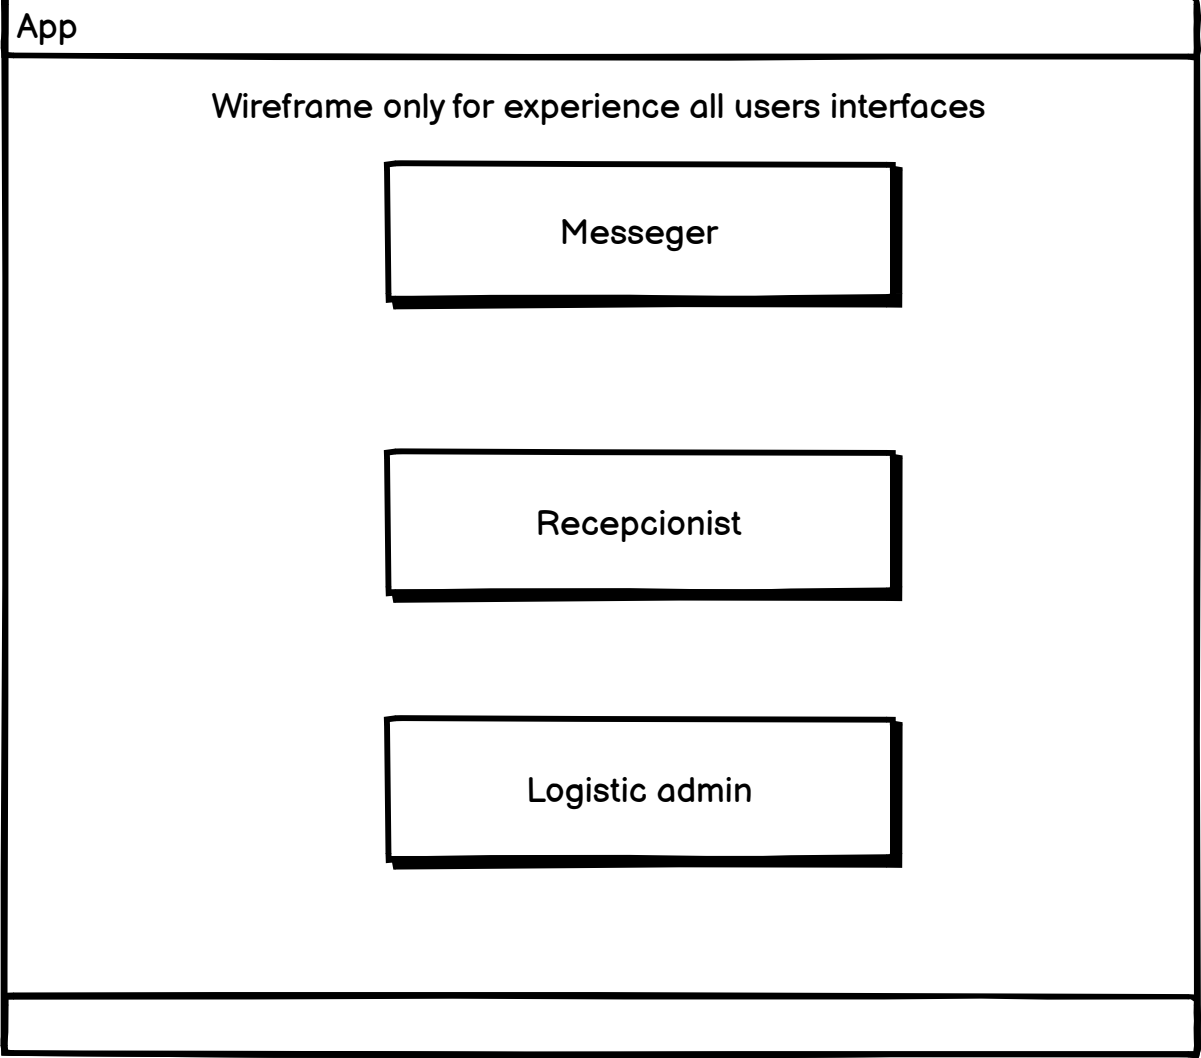 App
Wireframe only for experience all users interfaces
Messeger
Recepcionist
Logistic admin